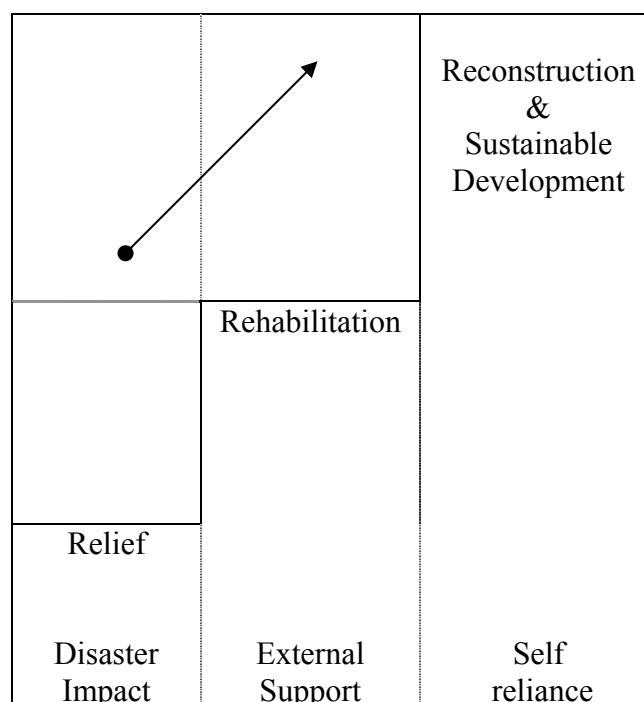 Reconstruction
&
Sustainable
Development
Rehabilitation
Relief
Disaster
Impact
External
Support
Self
reliance